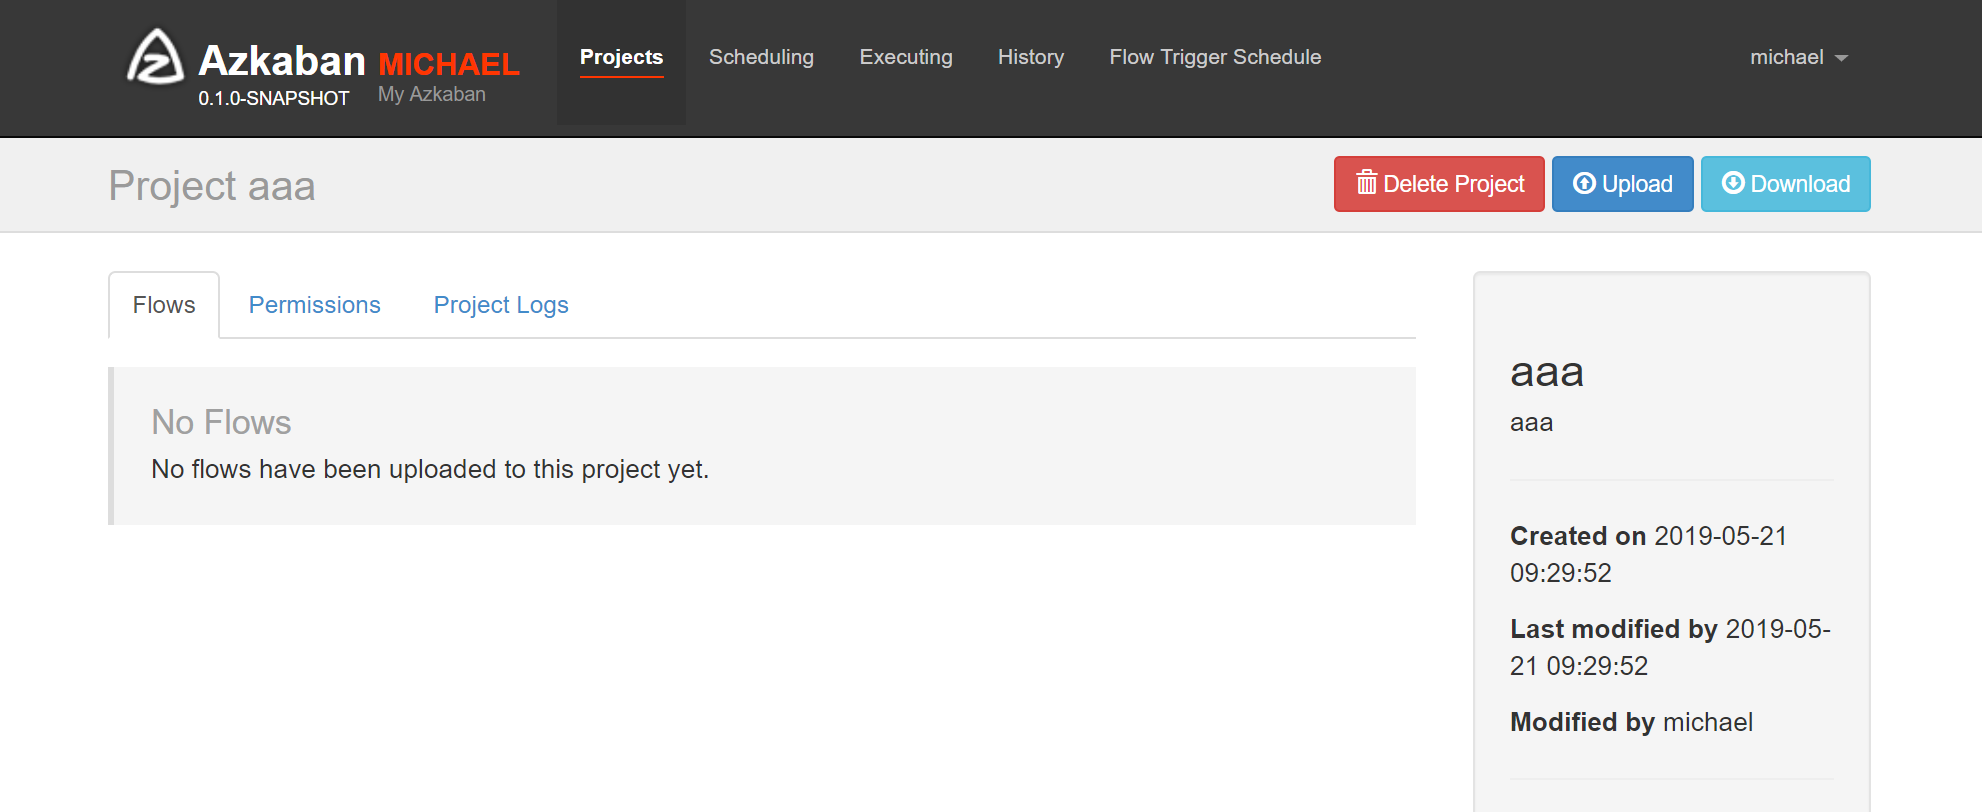 Azkaban MICHAEL
0.1.0-SNAPSHOT My Azkaban
Projects Scheduling Executing History Flow Trigger Schedule michael
Project aaa
Delete Project Upload Download
Flows Permissions Project Logs
No Flows
No flows have been uploaded to this project yet.
aaa
aaa
Created on 2019-05-21
09:29:52
Last modified by 2019-05-
21 09:29:52
Modified by michael